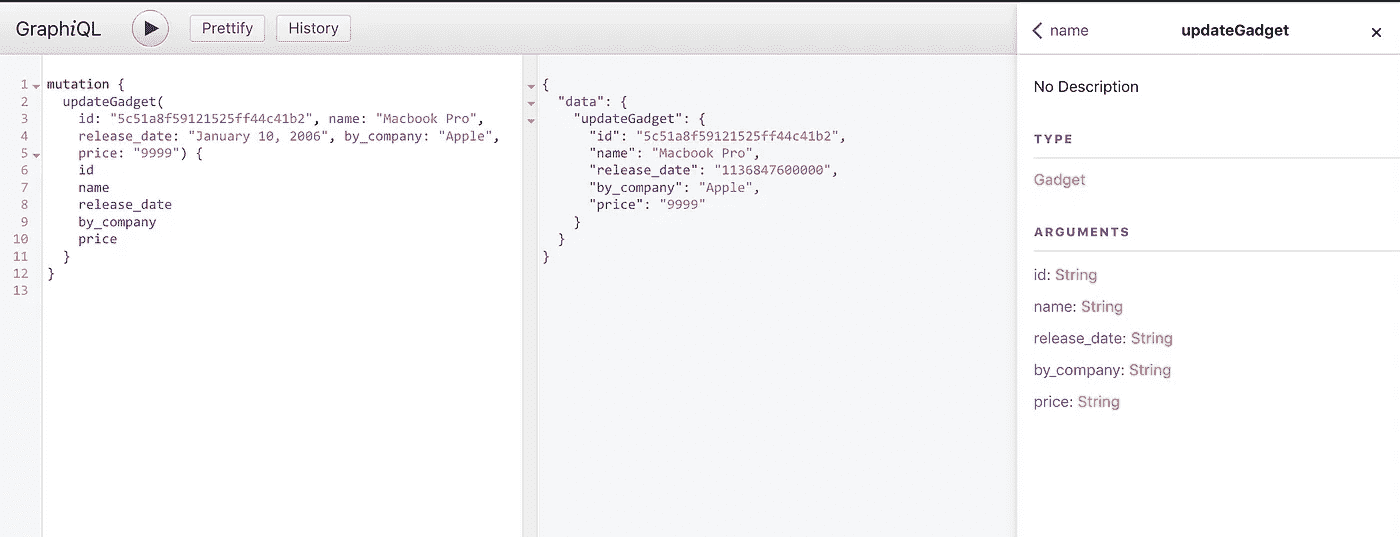 GraphiQL Prettify History
1 mutation {
2 updateGadget(
3 id: "5c51a8f59121525ff44c41b2", name: "Macbook Pro",
4 release_date: "January 10, 2006", by_company: "Apple",
5 price: "9999") {
6 id
7 name
8 release_date
9 by_company
10 price
11 }
12 }
13
{
"data": {
"updateGadget": {
"id": "5c51a8f59121525ff44c41b2",
"name": "Macbook Pro",
"release_date": "1136847600000",
"by_company": "Apple",
"price": "9999"
}
}
}
name updateGadget ×
No Description
TYPE
Gadget
ARGUMENTS
id: String
name: String
release_date: String
by_company: String
price: String